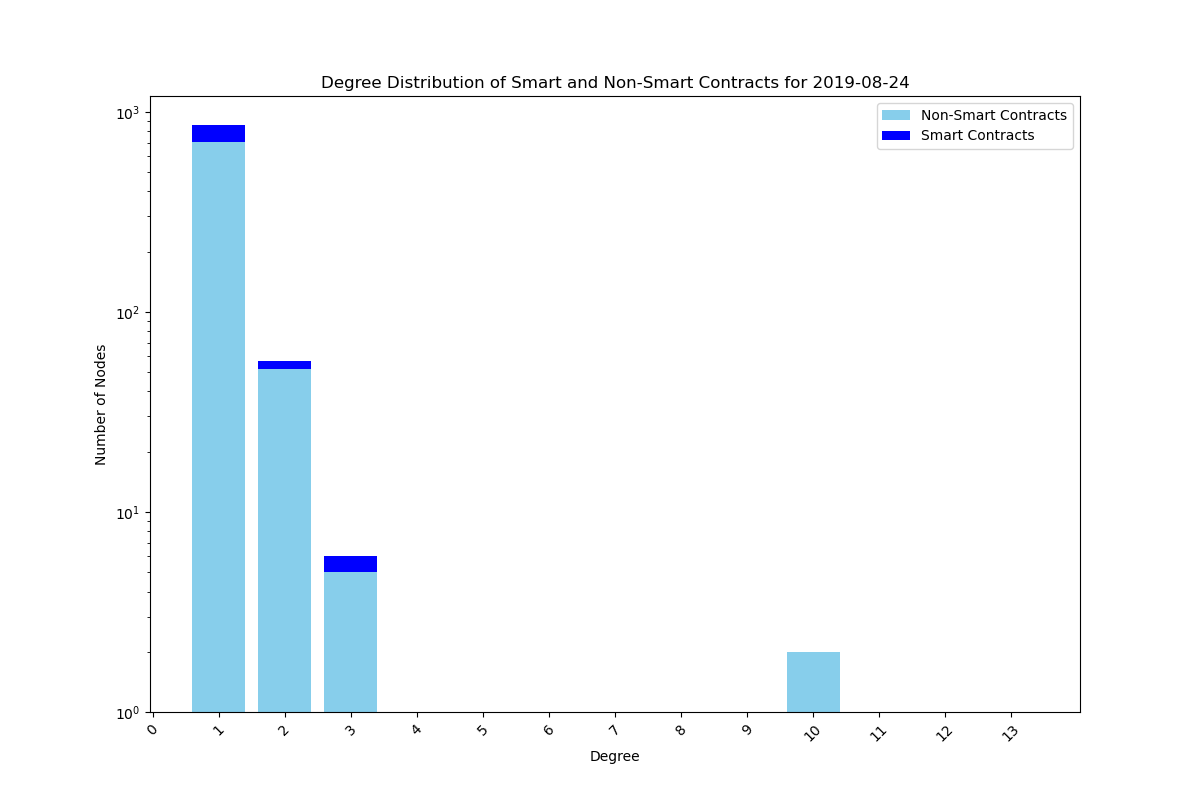 Degree Distribution of Smart and Non-Smart Contracts for 2019-08-24
Non-Smart Contracts
Smart Contracts
Number of Nodes
10³
10²
10¹
10⁰
0 1 2 3 4 5 6 7 8 9 10 11 12 13
Degree